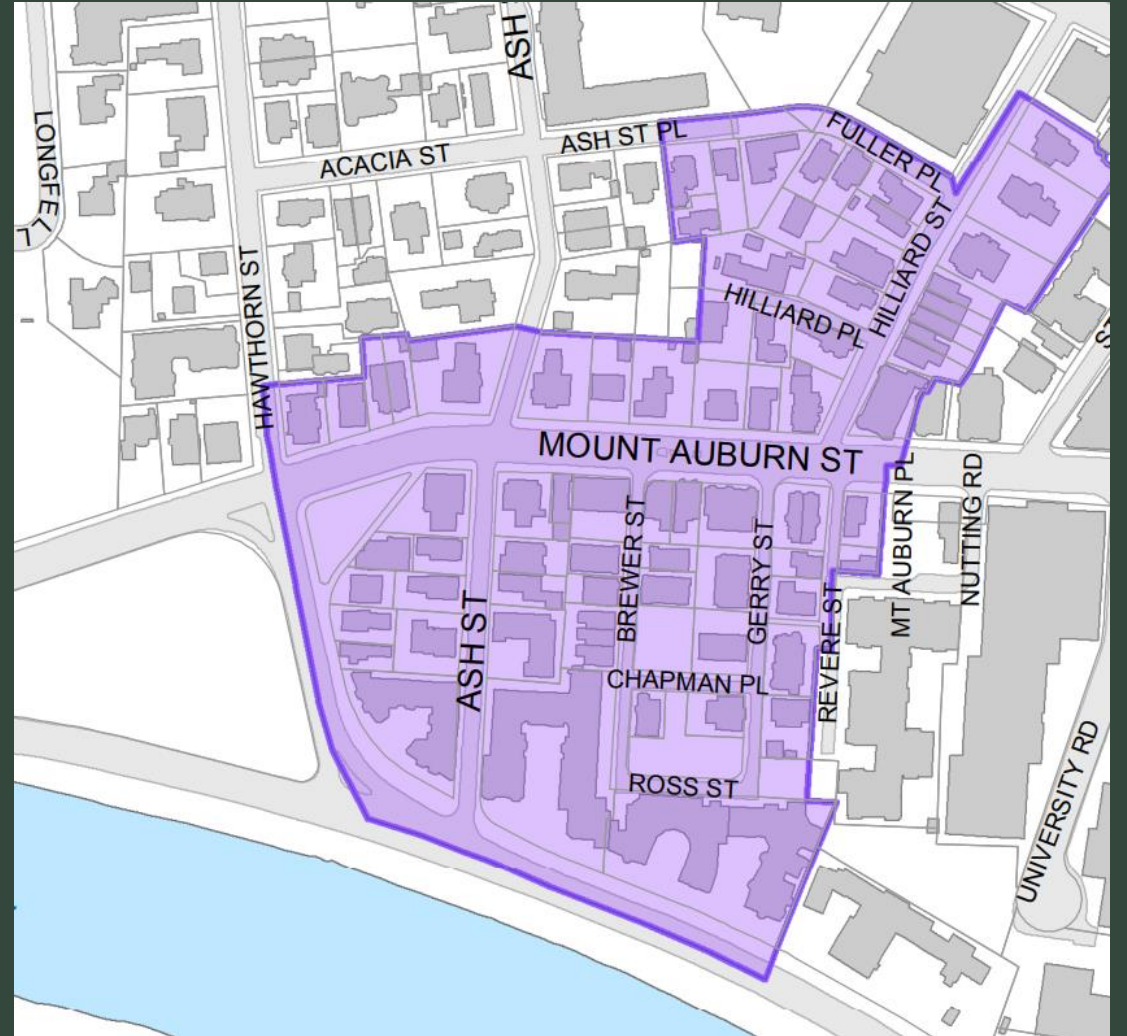 ASH
LONGFELL
ACACIA ST
ASH ST PL
FULLER PL
HAWTHORN ST
HILLIARD ST
HILLIARD PL
MOUNT AUBURN ST
ST
MT AUBURN PL
NUTTING RD
BREWER ST
GERRY ST
ASH ST
REVERE ST
CHAPMAN PL
ROSS ST
UNIVERSITY RD